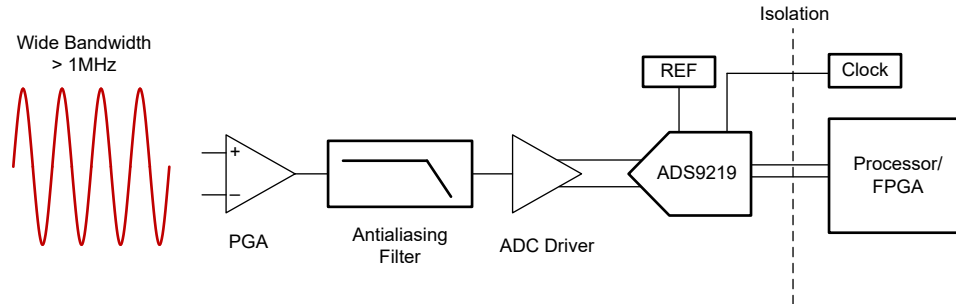 Isolation
Wide Bandwidth
> 1MHz
REF
Clock
+
−
ADS9219
Processor/
FPGA
PGA
Antialiasing
Filter
ADC Driver